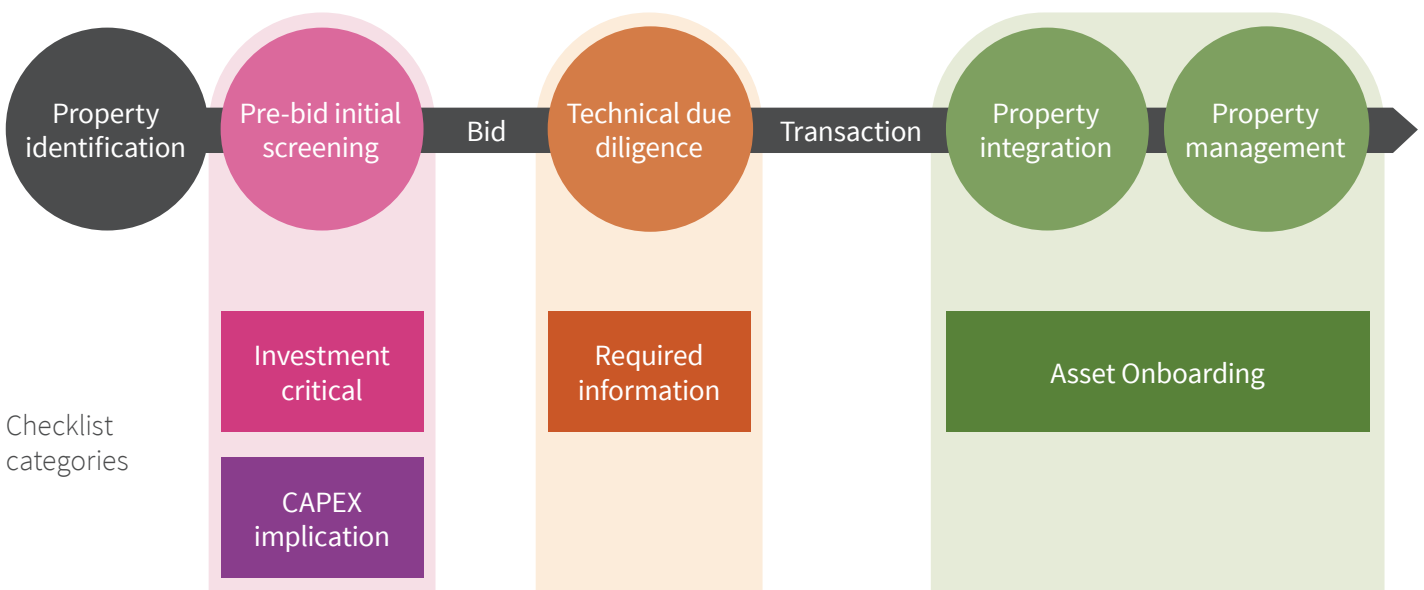 Property
identification
Pre-bid initial
screening
Bid
Technical due
diligence
Transaction
Property
integration
Property
management
Checklist
categories
Investment
critical
CAPEX
implication
Required
information
Asset Onboarding